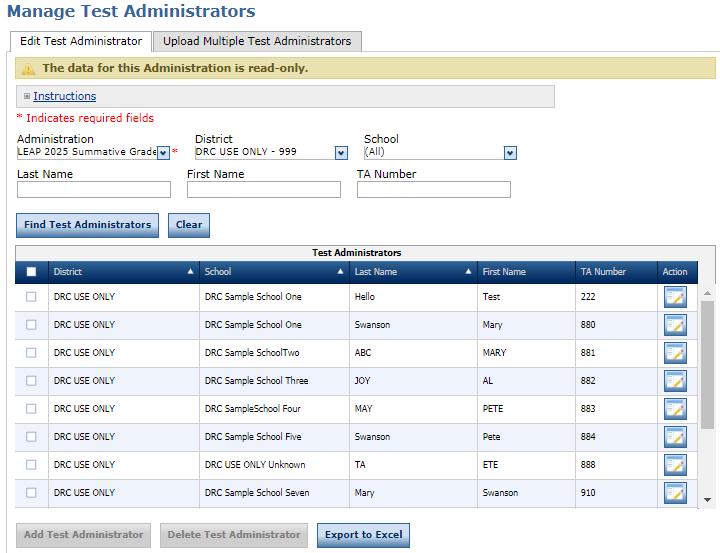 Manage Test Administrators
Edit Test Administrator Upload Multiple Test Administrators
The data for this Administration is read-only.
Instructions
* Indicates required fields
Administration District School
LEAP 2025 Summative Grade * DRC USE ONLY - 999 (All)
Last Name First Name TA Number
Find Test Administrators Clear
Test Administrators
District School Last Name First Name TA Number Action
DRC USE ONLY DRC Sample School One Hello Test 222
DRC USE ONLY DRC Sample School One Swanson Mary 880
DRC USE ONLY DRC Sample SchoolTwo ABC MARY 881
DRC USE ONLY DRC Sample School Three JOY AL 882
DRC USE ONLY DRC SampleSchool Four MAY PETE 883
DRC USE ONLY DRC Sample School Five Swanson Pete 884
DRC USE ONLY DRC USE ONLY Unknown TA ETE 888
DRC USE ONLY DRC Sample School Seven Mary Swanson 910
Add Test Administrator Delete Test Administrator Export to Excel